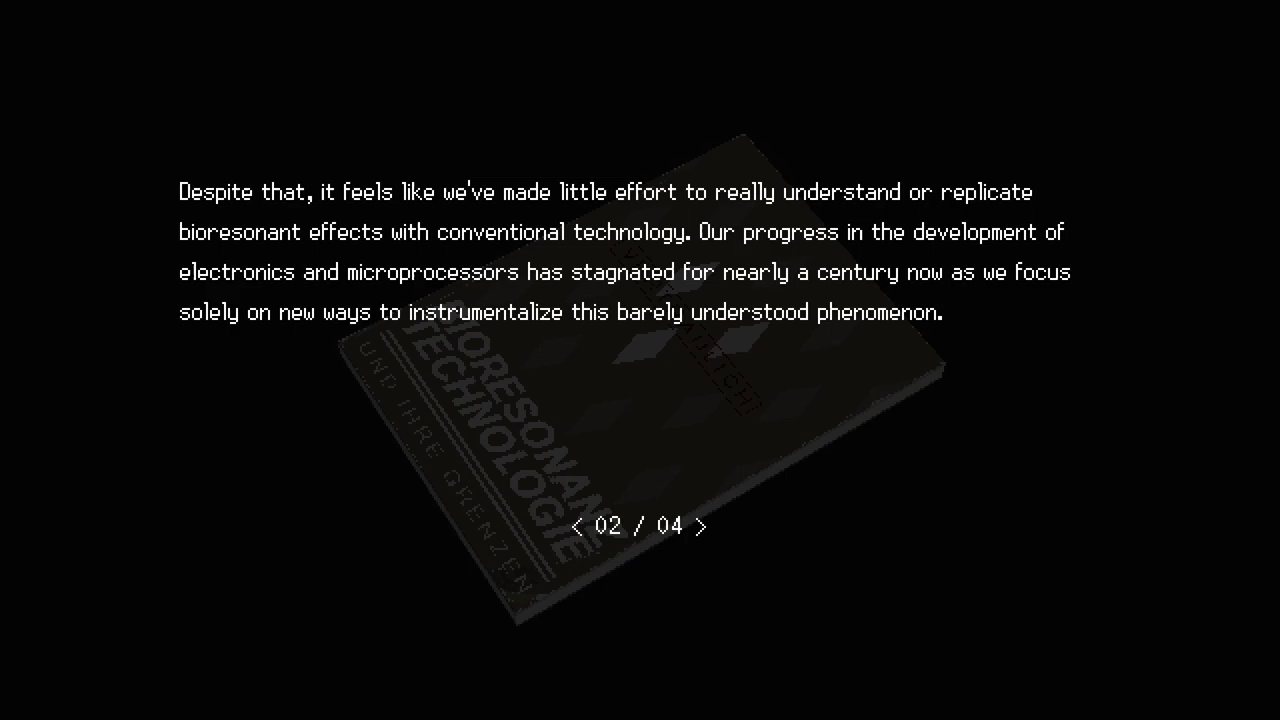 Despite that, it feels like we've made little effort to really understand or replicate
bioresonant effects with conventional technology. Our progress in the development of
electronics and microprocessors has stagnated for nearly a century now as we focus
solely on new ways to instrumentalize this barely understood phenomenon.
BIORESONANZ
TECHNOLOGIE
UND IHRE GRENZEN
< 02 / 04 >